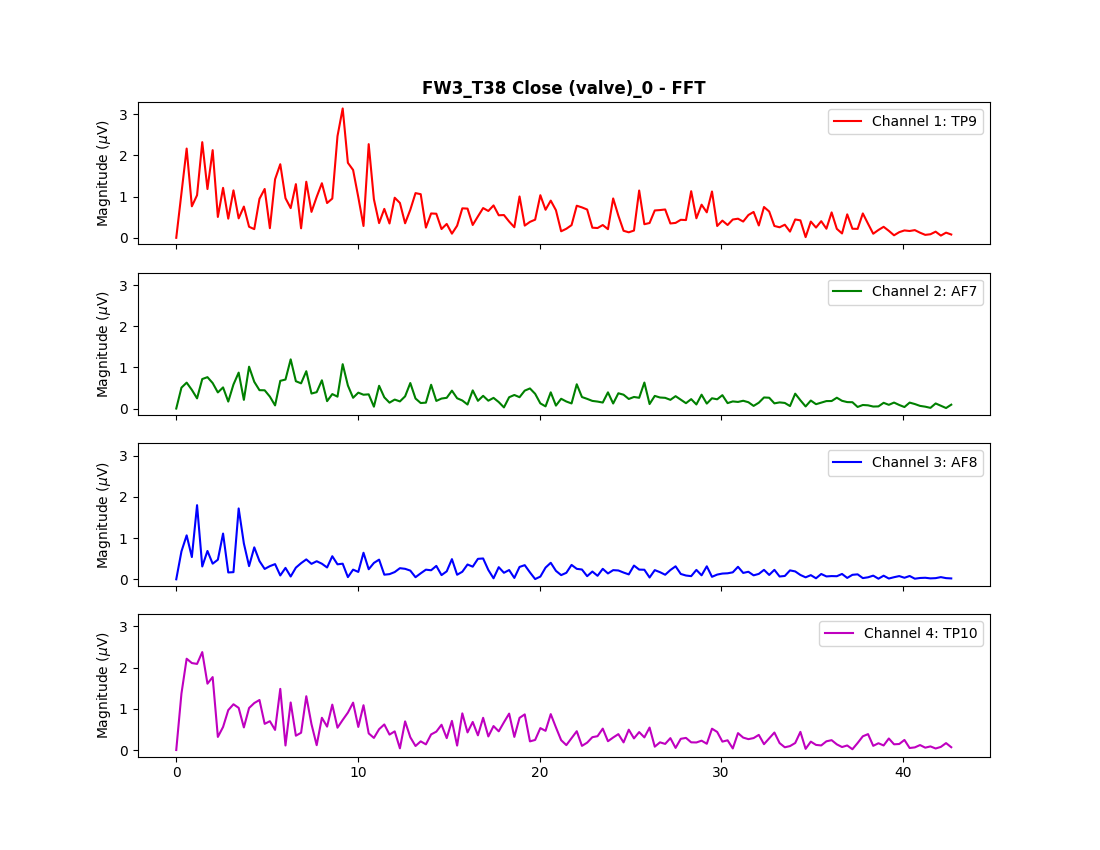 FW3_T38 Close (valve)_0 - FFT
Magnitude (μV)
3
2
1
0
Channel 1: TP9
Magnitude (μV)
3
2
1
0
Channel 2: AF7
Magnitude (μV)
3
2
1
0
Channel 3: AF8
Magnitude (μV)
3
2
1
0
Channel 4: TP10
0 10 20 30 40